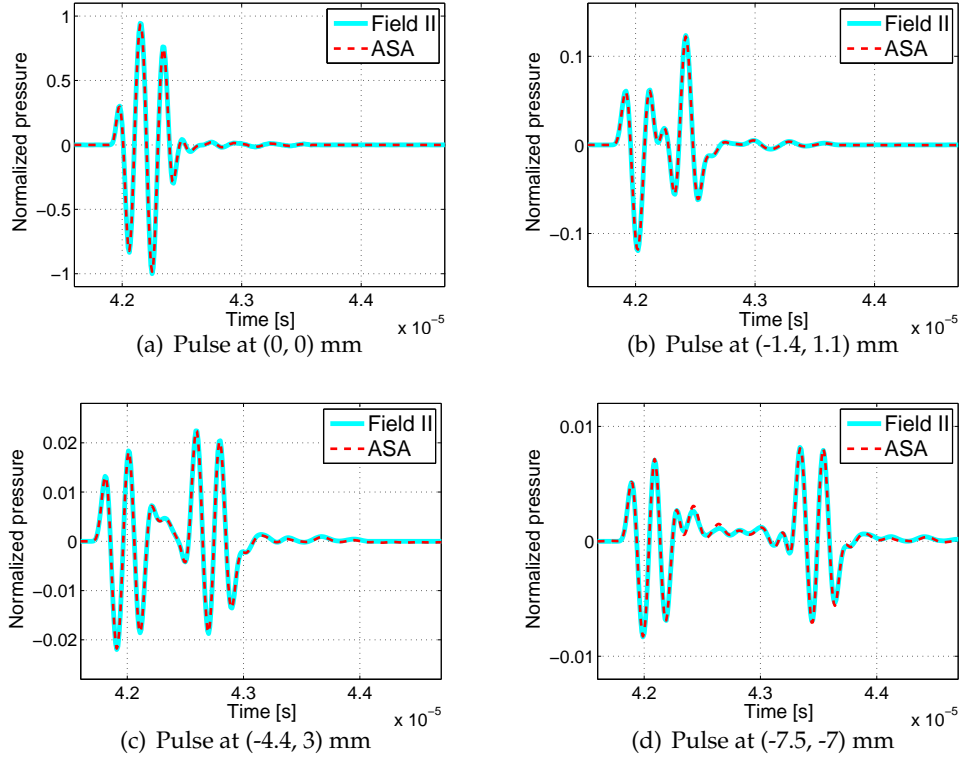 Normalized pressure
1
0.5
0
−0.5
−1
Field II
ASA
4.2
4.3
4.4
Time [s]
x 10⁻⁵
(a) Pulse at (0, 0) mm
Normalized pressure
0.1
0
−0.1
Field II
ASA
4.2
4.3
4.4
Time [s]
x 10⁻⁵
(b) Pulse at (-1.4, 1.1) mm
Normalized pressure
0.02
0.01
0
−0.01
−0.02
Field II
ASA
4.2
4.3
4.4
Time [s]
x 10⁻⁵
(c) Pulse at (-4.4, 3) mm
Normalized pressure
0.01
0
−0.01
Field II
ASA
4.2
4.3
4.4
Time [s]
x 10⁻⁵
(d) Pulse at (-7.5, -7) mm